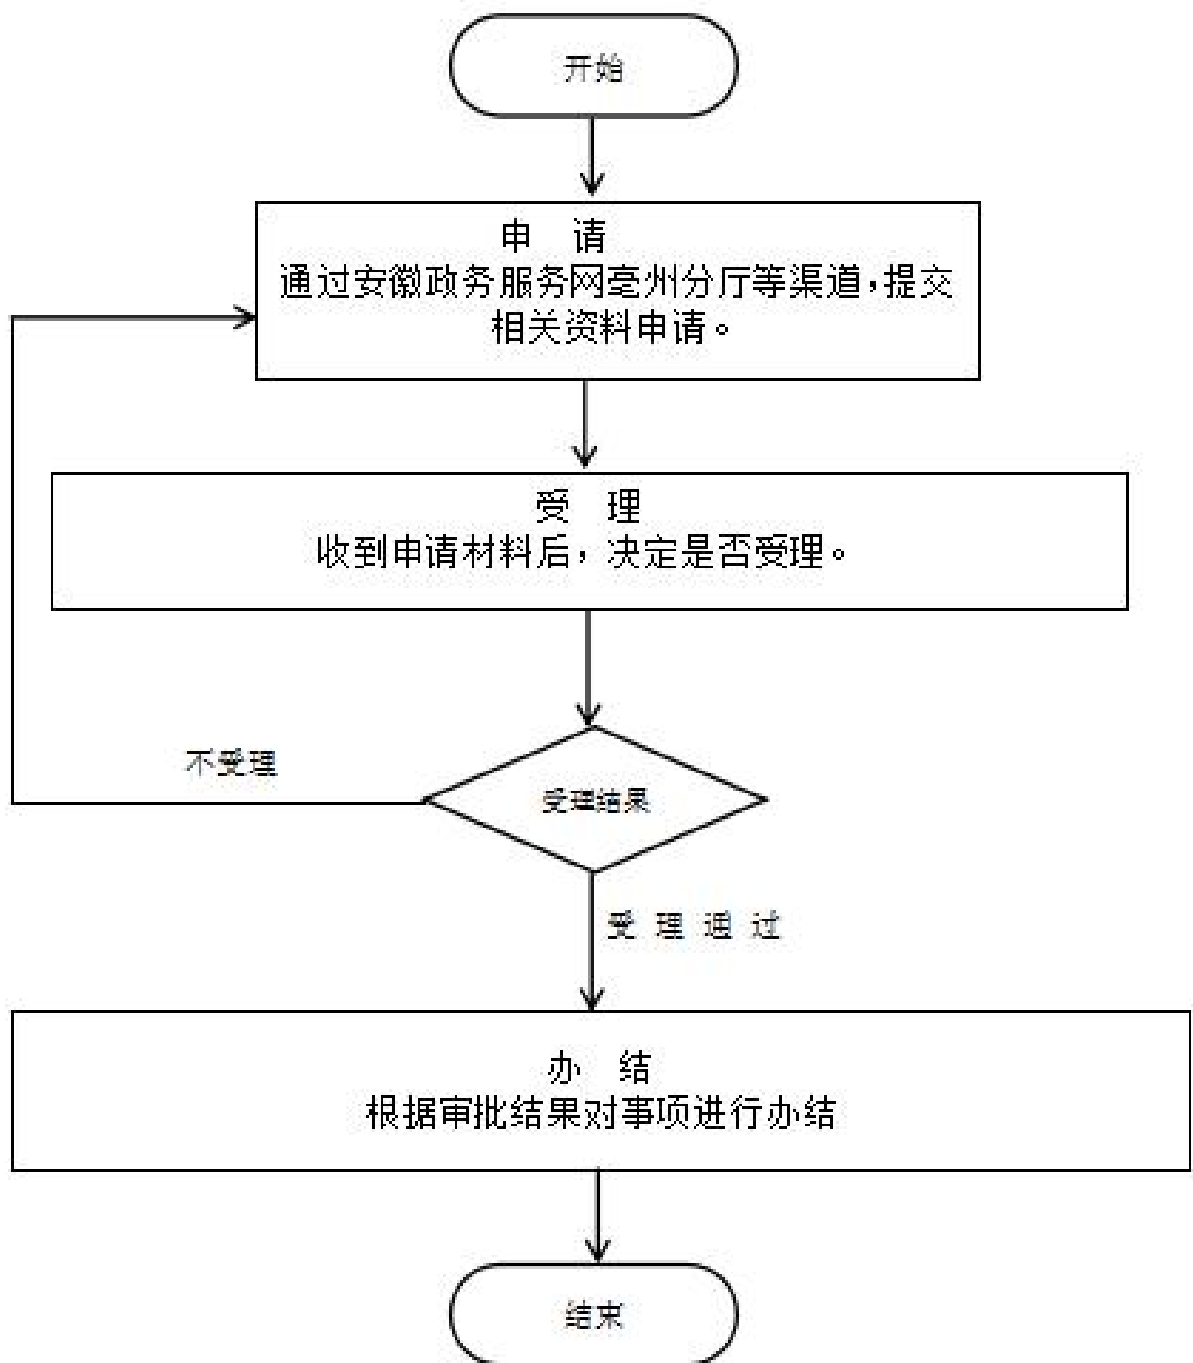 开始
申 请
通过安徽政务服务网亳州分厅等渠道,提交
相关资料申请。
受 理
收到申请材料后，决定是否受理。
不受理
受理结果
受 理 通 过
办 结
根据审批结果对事项进行办结
结束